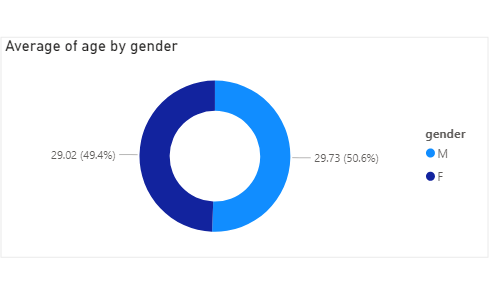 Average of age by gender
29.02 (49.4%)
29.73 (50.6%)
gender
M
F